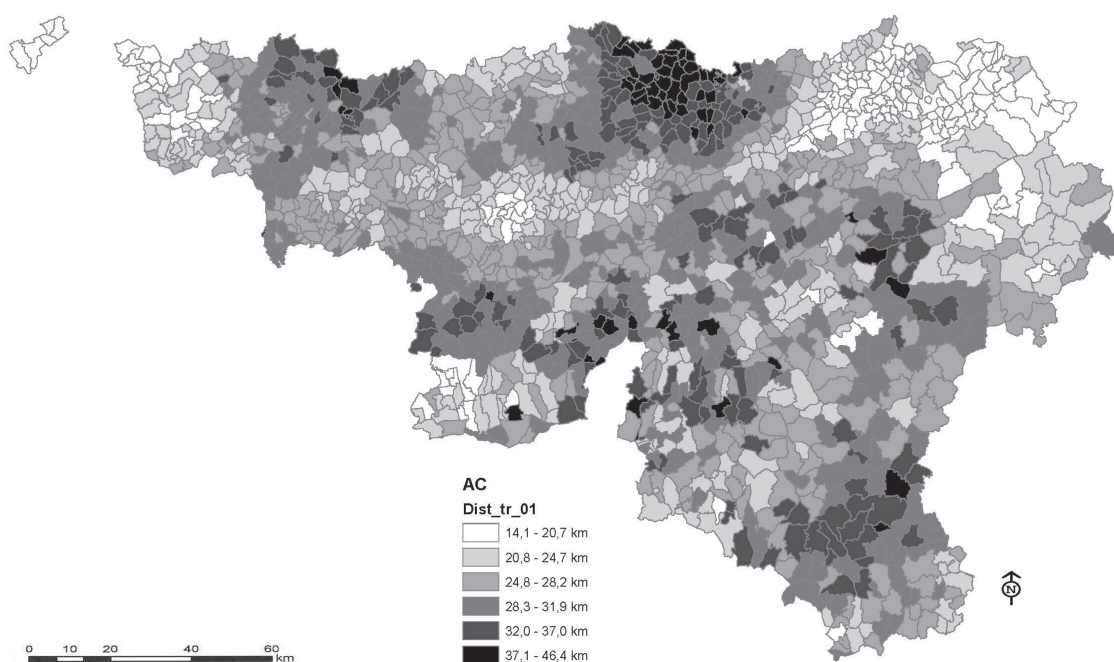 AC
Dist_tr_01
14,1 - 20,7 km
20,8 - 24,7 km
24,8 - 28,2 km
28,3 - 31,9 km
32,0 - 37,0 km
37,1 - 46,4 km
N
0 10 20 40 60
km